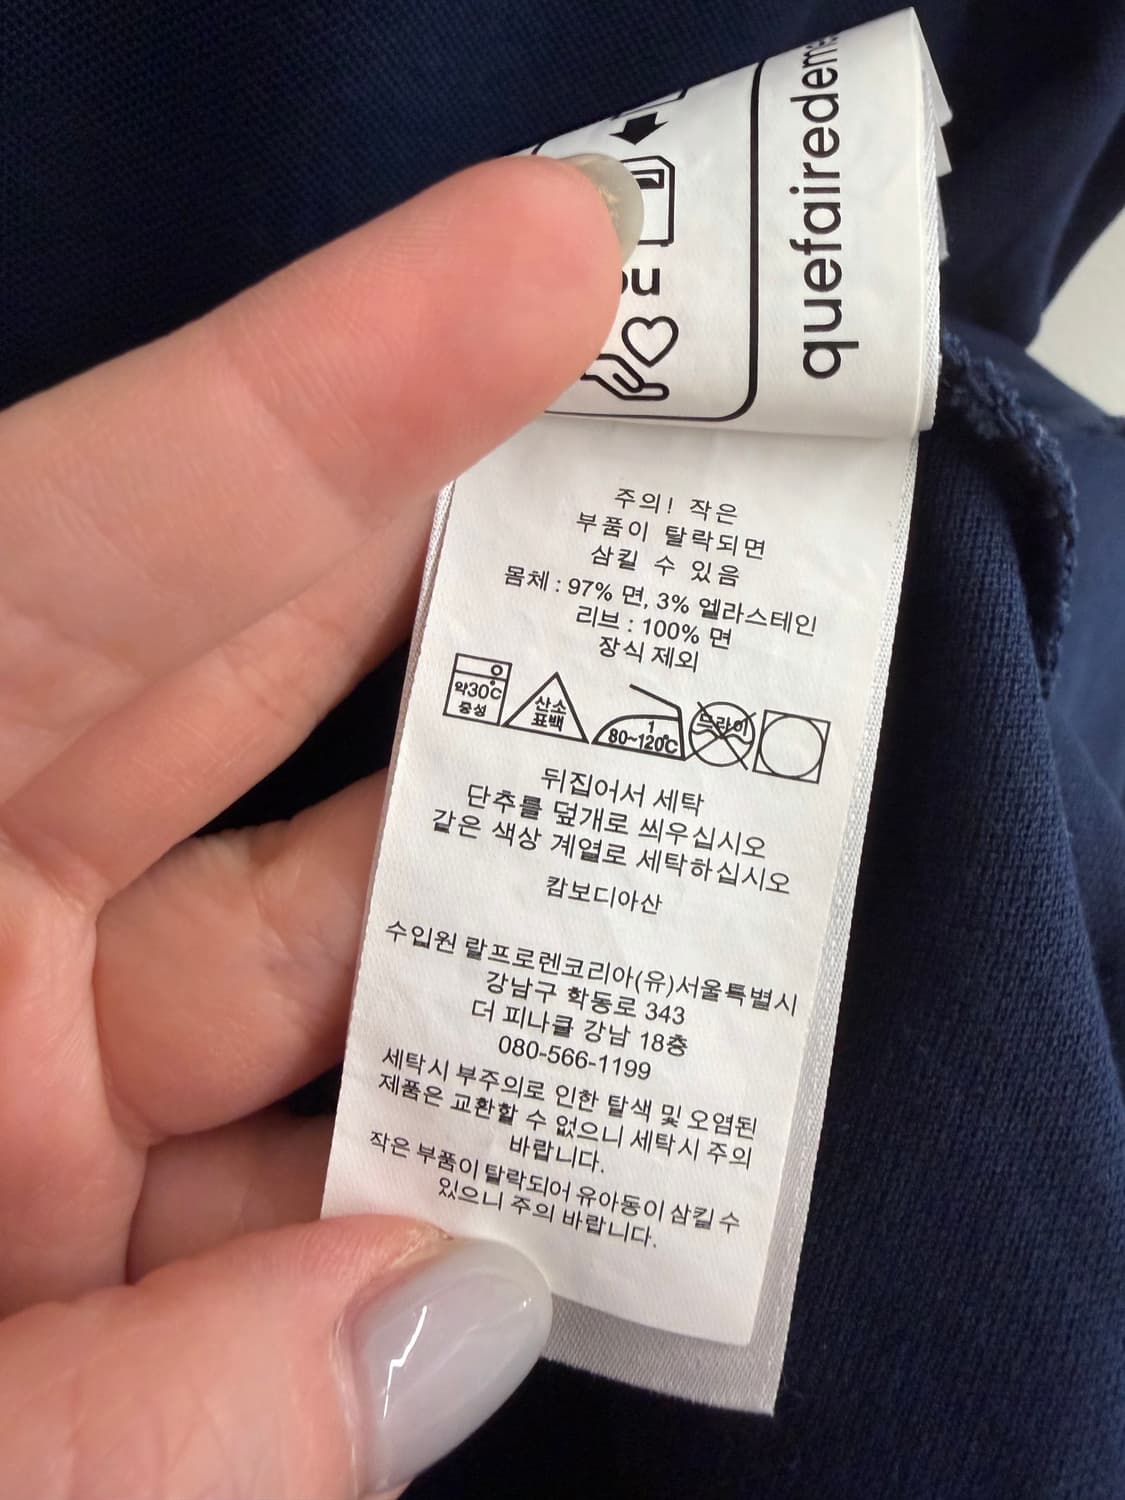 quefairedeme
ou
주의! 작은
부품이 탈락되면
삼킬 수 있음
몸체 : 97% 면, 3% 엘라스테인
리브 : 100% 면
장식 제외
약30℃
중성
산소
표백
1
80~120℃
드라이
뒤집어서 세탁
단추를 덮개로 씌우십시오
같은 색상 계열로 세탁하십시오
캄보디아산
수입원 랄프로렌코리아(유)서울특별시
강남구 학동로 343
더 피나클 강남 18층
080-566-1199
세탁시 부주의로 인한 탈색 및 오염된
제품은 교환할 수 없으니 세탁시 주의
바랍니다.
작은 부품이 탈락되어 유아동이 삼킬 수
있으니 주의 바랍니다.